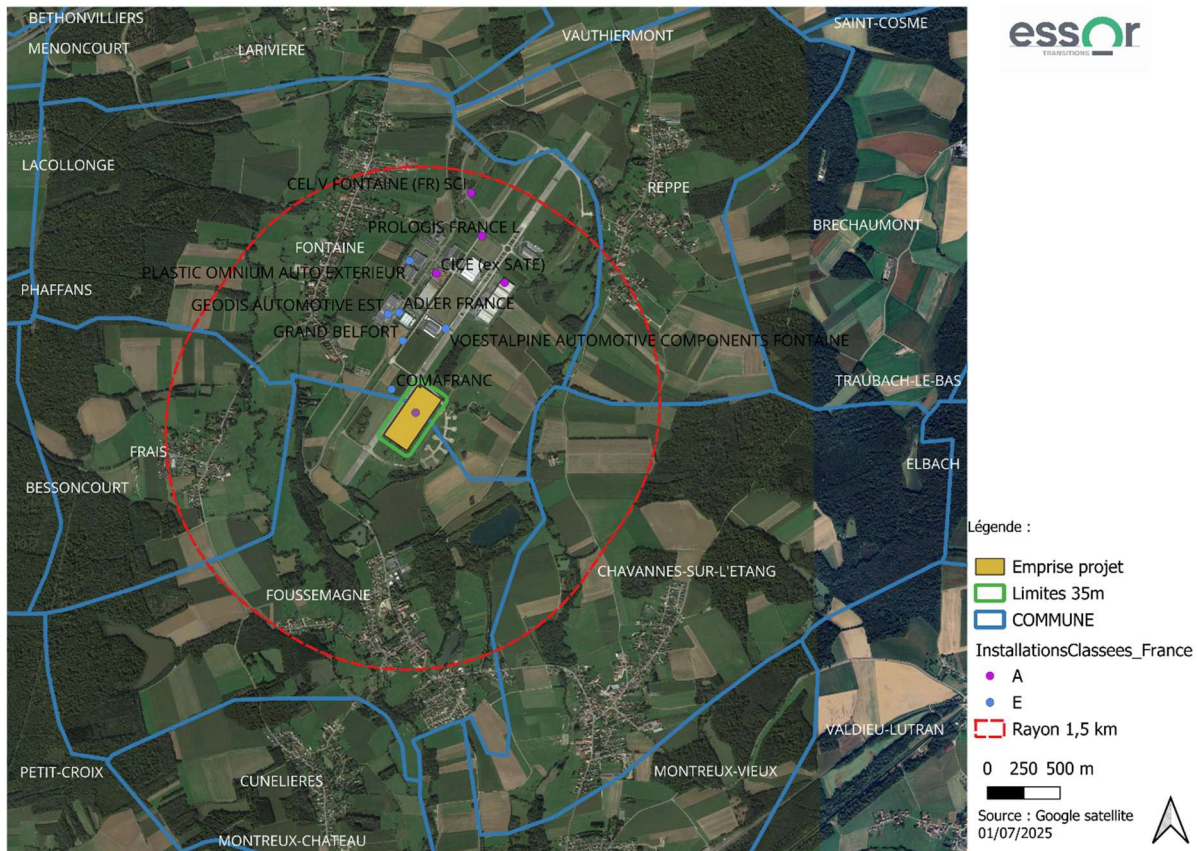 BETHONVILLIERS
MENONCOURT
LARIVIERE
VAUTHIERMONT
SAINT-COSME
essor
TRANSITIONS
LACOLLONGE
CEL V FONTAINE (FR) SCI
REPPE
PROLOGIS FRANCE L
BRECHAUMONT
FONTAINE
CICE (ex SATE)
PLASTIC OMNIUM AUTO EXTERIEUR
PHAFFANS
GEODIS AUTOMOTIVE EST
ADLER FRANCE
GRAND BELFORT
VOESTALPINE AUTOMOTIVE COMPONENTS FONTAINE
COMAFRANC
TRAUBACH-LE-BAS
FRAIS
ELBACH
BESSONCOURT
CHAVANNES-SUR-L'ETANG
FOUSSEMAGNE
VALDIEU-LUTRAN
PETIT-CROIX
CUNELIERES
MONTREUX-VIEUX
MONTREUX-CHATEAU
Légende :
Emprise projet
Limites 35m
COMMUNE
InstallationsClassees_France
A
E
Rayon 1,5 km
0 250 500 m
Source : Google satellite
01/07/2025